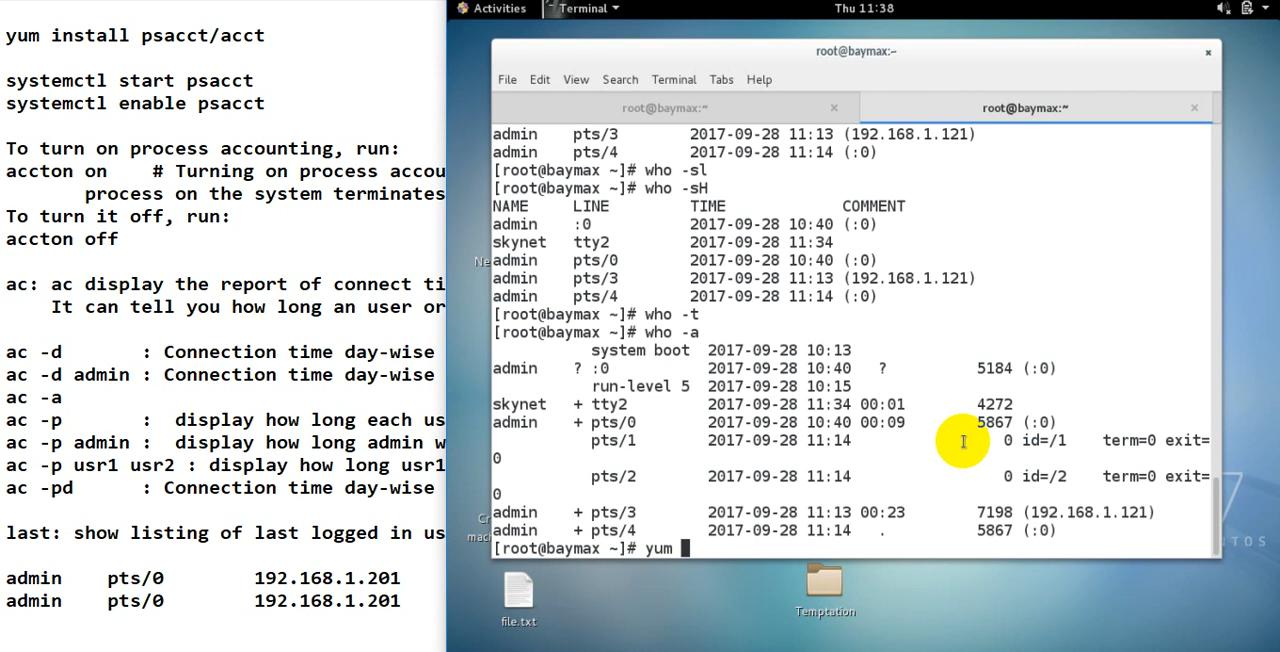 yum install psacct/acct
systemctl start psacct
systemctl enable psacct
To turn on process accounting, run:
accton on    # Turning on process accou
process on the system terminates
To turn it off, run:
accton off
ac: ac display the report of connect ti
It can tell you how long an user or
ac -d       : Connection time day-wise
ac -d admin : Connection time day-wise
ac -a
ac -p       :  display how long each us
ac -p admin :  display how long admin w
ac -p usr1 usr2 : display how long usr1
ac -pd      : Connection time day-wise
last: show listing of last logged in us
admin    pts/0        192.168.1.201
admin    pts/0        192.168.1.201
Activities Terminal Thu 11:38
root@baymax:~
File Edit View Search Terminal Tabs Help
root@baymax:~ × root@baymax:~ ×
admin    pts/3        2017-09-28 11:13 (192.168.1.121)
admin    pts/4        2017-09-28 11:14 (:0)
[root@baymax ~]# who -sl
[root@baymax ~]# who -sH
NAME     LINE         TIME             COMMENT
admin    :0           2017-09-28 10:40 (:0)
skynet   tty2         2017-09-28 11:34
admin    pts/0        2017-09-28 10:40 (:0)
admin    pts/3        2017-09-28 11:13 (192.168.1.121)
admin    pts/4        2017-09-28 11:14 (:0)
[root@baymax ~]# who -t
[root@baymax ~]# who -a
system boot  2017-09-28 10:13
admin    ? :0           2017-09-28 10:40   ?          5184 (:0)
run-level 5  2017-09-28 10:15
skynet   + tty2         2017-09-28 11:34 00:01        4272
admin    + pts/0        2017-09-28 10:40 00:09        5867 (:0)
pts/1        2017-09-28 11:14                 0 id=/1    term=0 exit=
0
pts/2        2017-09-28 11:14                 0 id=/2    term=0 exit=
0
admin    + pts/3        2017-09-28 11:13 00:23        7198 (192.168.1.121)
admin    + pts/4        2017-09-28 11:14   .          5867 (:0)
[root@baymax ~]# yum
7
file.txt
Temptation